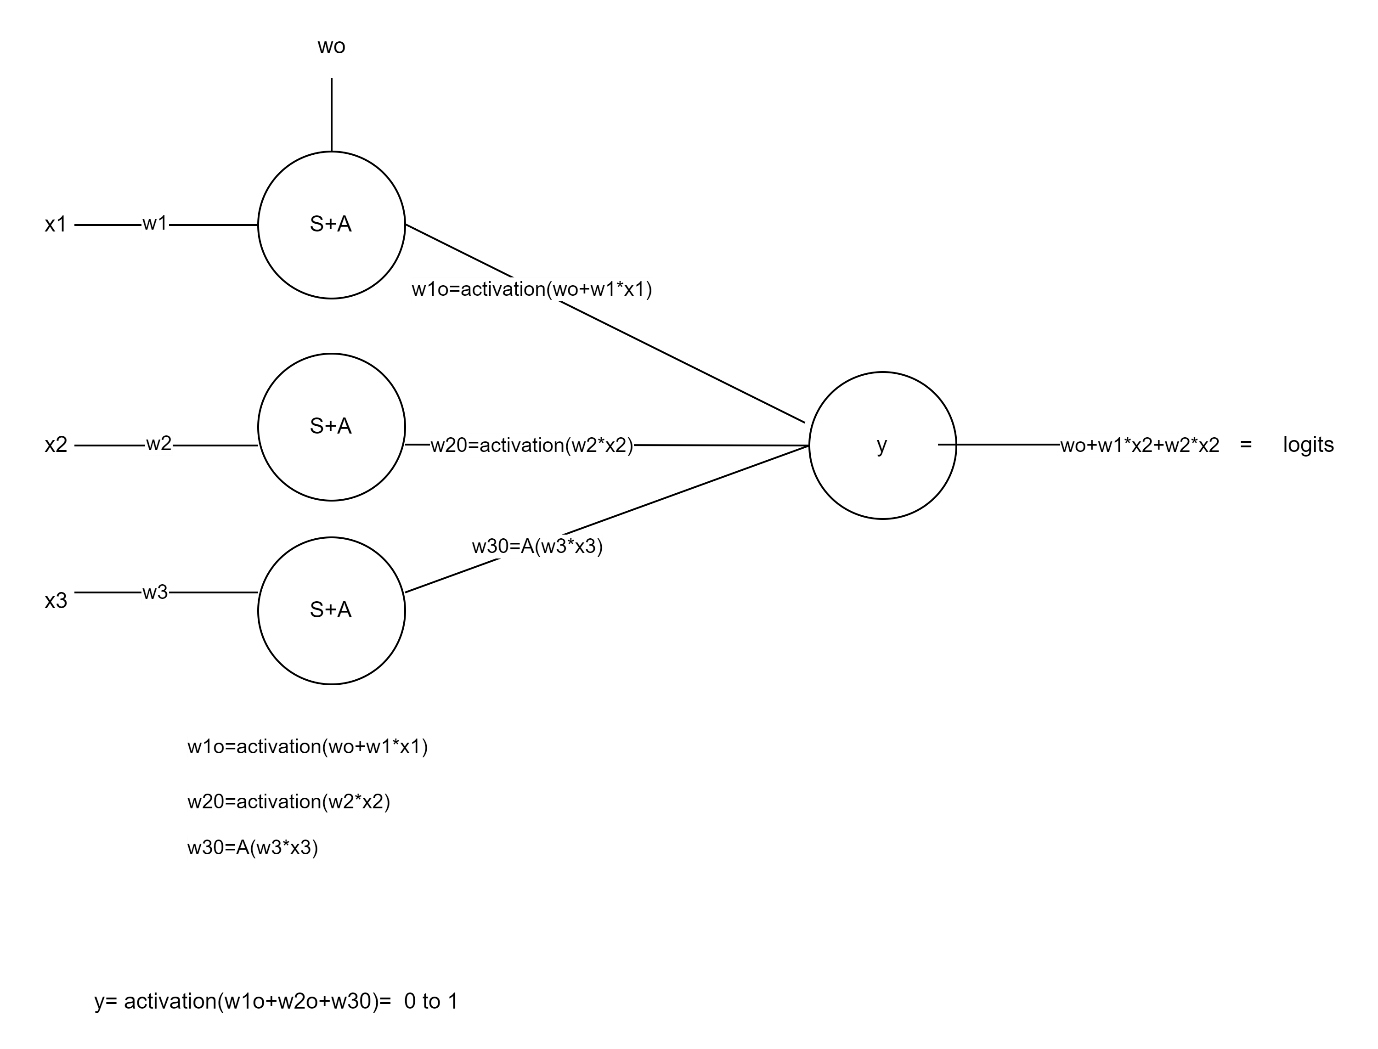 wo
x1
w1
S+A
w1o=activation(wo+w1*x1)
x2
w2
S+A
w20=activation(w2*x2)
y
wo+w1*x2+w2*x2 = logits
w30=A(w3*x3)
x3
w3
S+A
w1o=activation(wo+w1*x1)
w20=activation(w2*x2)
w30=A(w3*x3)
y= activation(w1o+w2o+w30)= 0 to 1